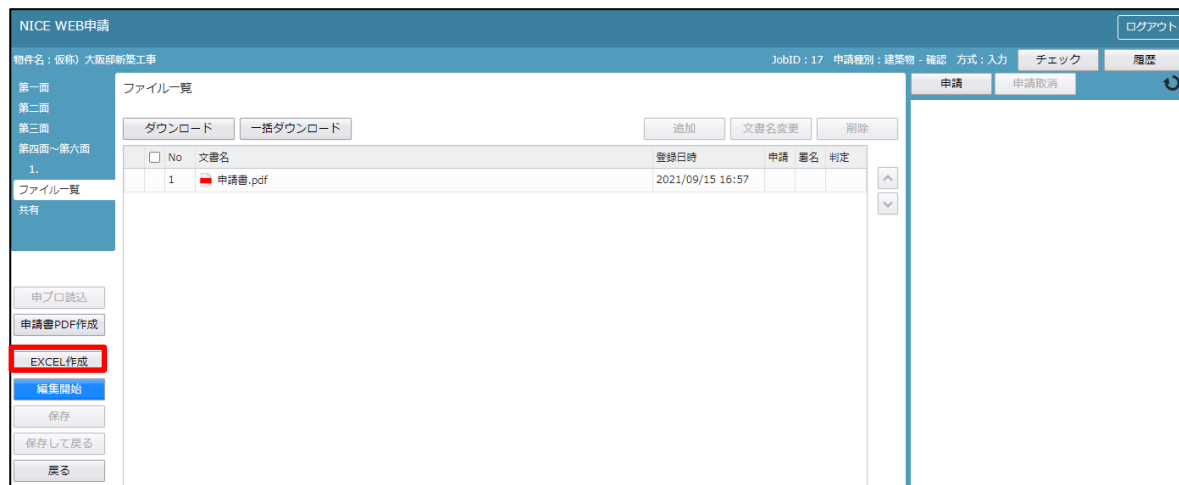 NICE WEB申請
ログアウト
物件名：仮称）大阪邸新築工事
JobID：17 申請種別：建築物 - 確認 方式：入力
チェック
履歴
第一面
第二面
第三面
第四面～第六面
1.
ファイル一覧
共有
ファイル一覧
申請
申請取消
ダウンロード
一括ダウンロード
追加
文書名変更
削除
No 文書名 登録日時 申請 署名 判定
1 申請書.pdf 2021/09/15 16:57
申プロ読込
申請書PDF作成
EXCEL作成
編集開始
保存
保存して戻る
戻る